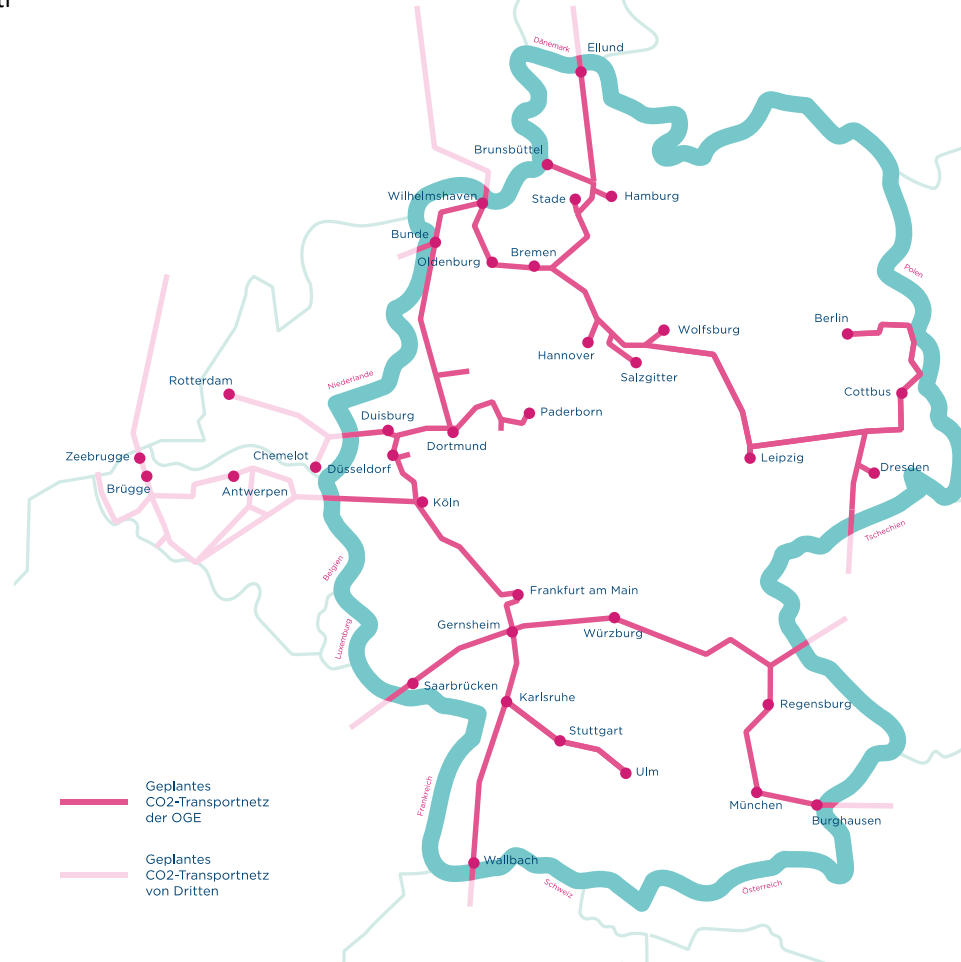 Dänemark
Ellund
Brunsbüttel
Wilhelmshaven
Stade
Hamburg
Bunde
Oldenburg
Bremen
Polen
Berlin
Wolfsburg
Hannover
Salzgitter
Niederlande
Rotterdam
Cottbus
Duisburg
Paderborn
Dortmund
Zeebrugge
Chemelot
Düsseldorf
Leipzig
Dresden
Brügge
Antwerpen
Köln
Tschechien
Belgien
Frankfurt am Main
Luxemburg
Gernsheim
Würzburg
Saarbrücken
Karlsruhe
Regensburg
Stuttgart
Ulm
Frankreich
München
Burghausen
Wallbach
Schweiz
Österreich
Geplantes
CO2-Transportnetz
der OGE
Geplantes
CO2-Transportnetz
von Dritten